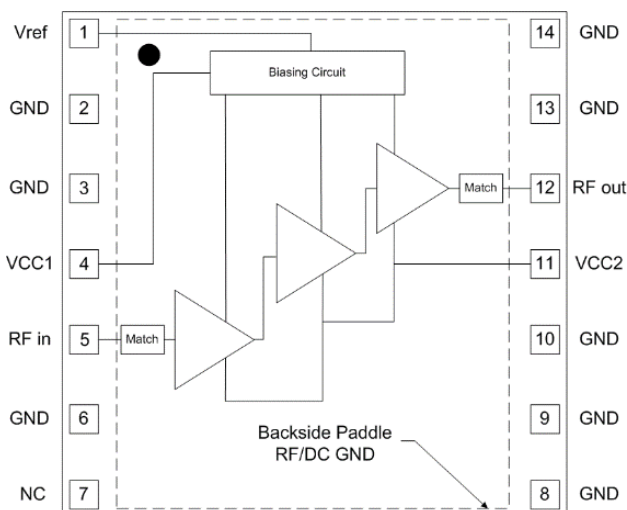 Vref 1
GND 2
GND 3
VCC1 4
RF in 5
GND 6
NC 7
Biasing Circuit
Match
Match
Backside Paddle
RF/DC GND
14 GND
13 GND
12 RF out
11 VCC2
10 GND
9 GND
8 GND